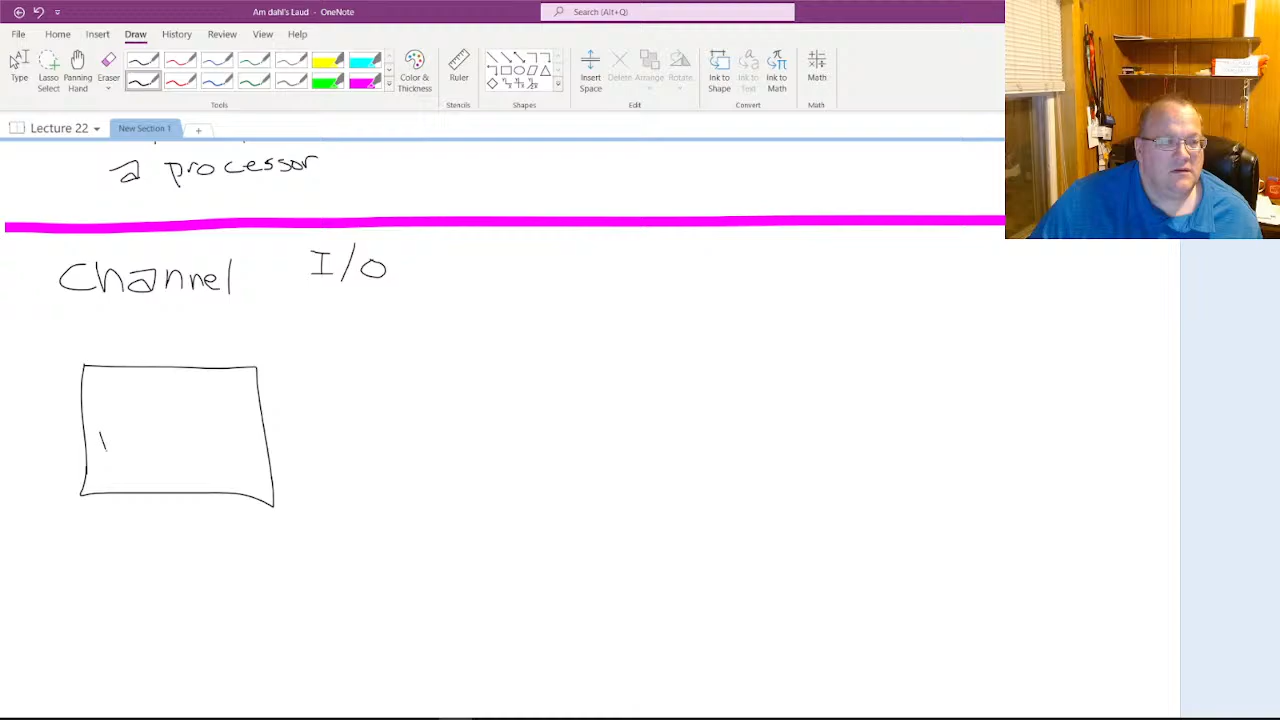 Am dahl's Laud - OneNote
Search (Alt+Q)
File Home Insert Draw History Review View Help
Type Lasso Select Panning Hand Eraser Thickness Ruler Insert Space Delete Arrange Rotate Ink to Shape Ink to Text Ink to Math Math
Tools Stencils Shapes Edit Convert Math
Lecture 22 New Section 1 +
a processor
Channel I/O